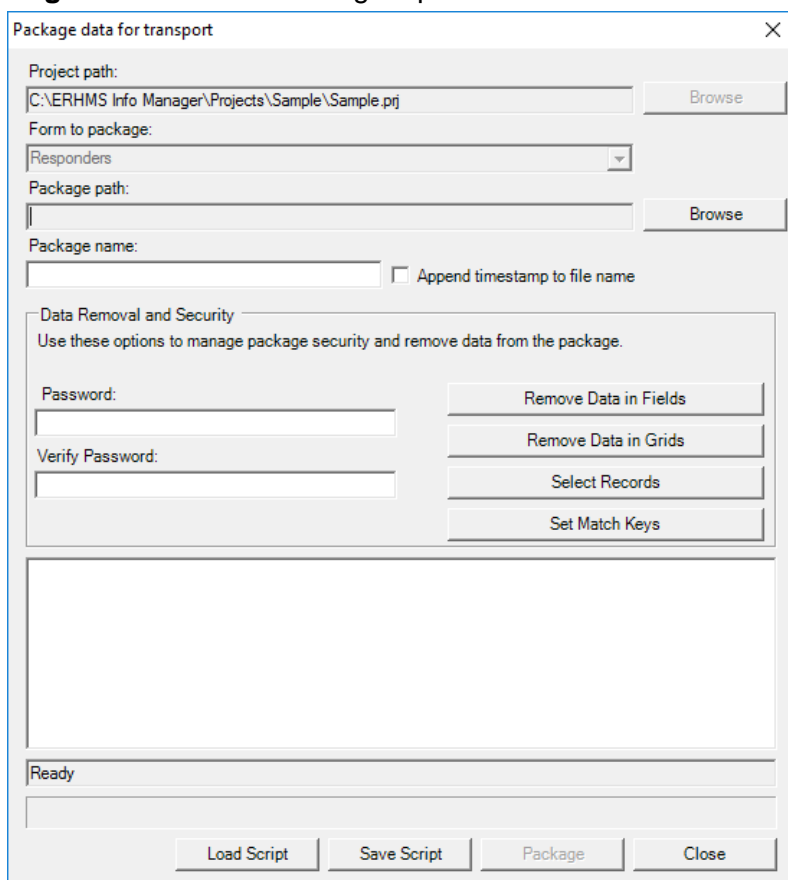 Package data for transport
Project path:
C:\ERHMS Info Manager\Projects\Sample\Sample.prj
Browse
Form to package:
Responders
Package path:
Browse
Package name:
Append timestamp to file name
Data Removal and Security
Use these options to manage package security and remove data from the package.
Password:
Remove Data in Fields
Remove Data in Grids
Verify Password:
Select Records
Set Match Keys
Ready
Load Script Save Script Package Close